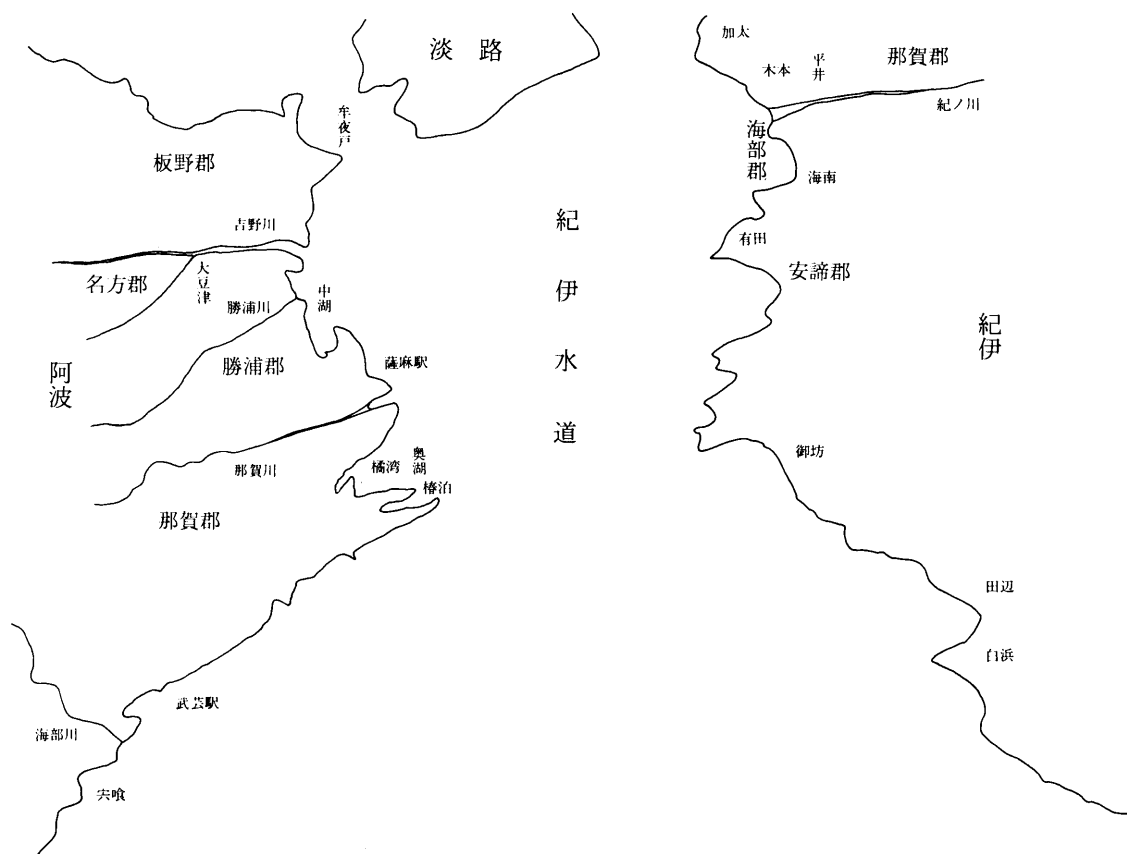 淡路
牟夜戸
板野郡
吉野川
名方郡
大豆津
勝浦川
中湖
勝浦郡
阿波
薩麻駅
那賀川
橘湾
奥湖
椿泊
那賀郡
武芸駅
海部川
宍喰
紀伊水道
加太
木本
平井
那賀郡
紀ノ川
海部郡
海南
有田
安諦郡
紀伊
御坊
田辺
白浜